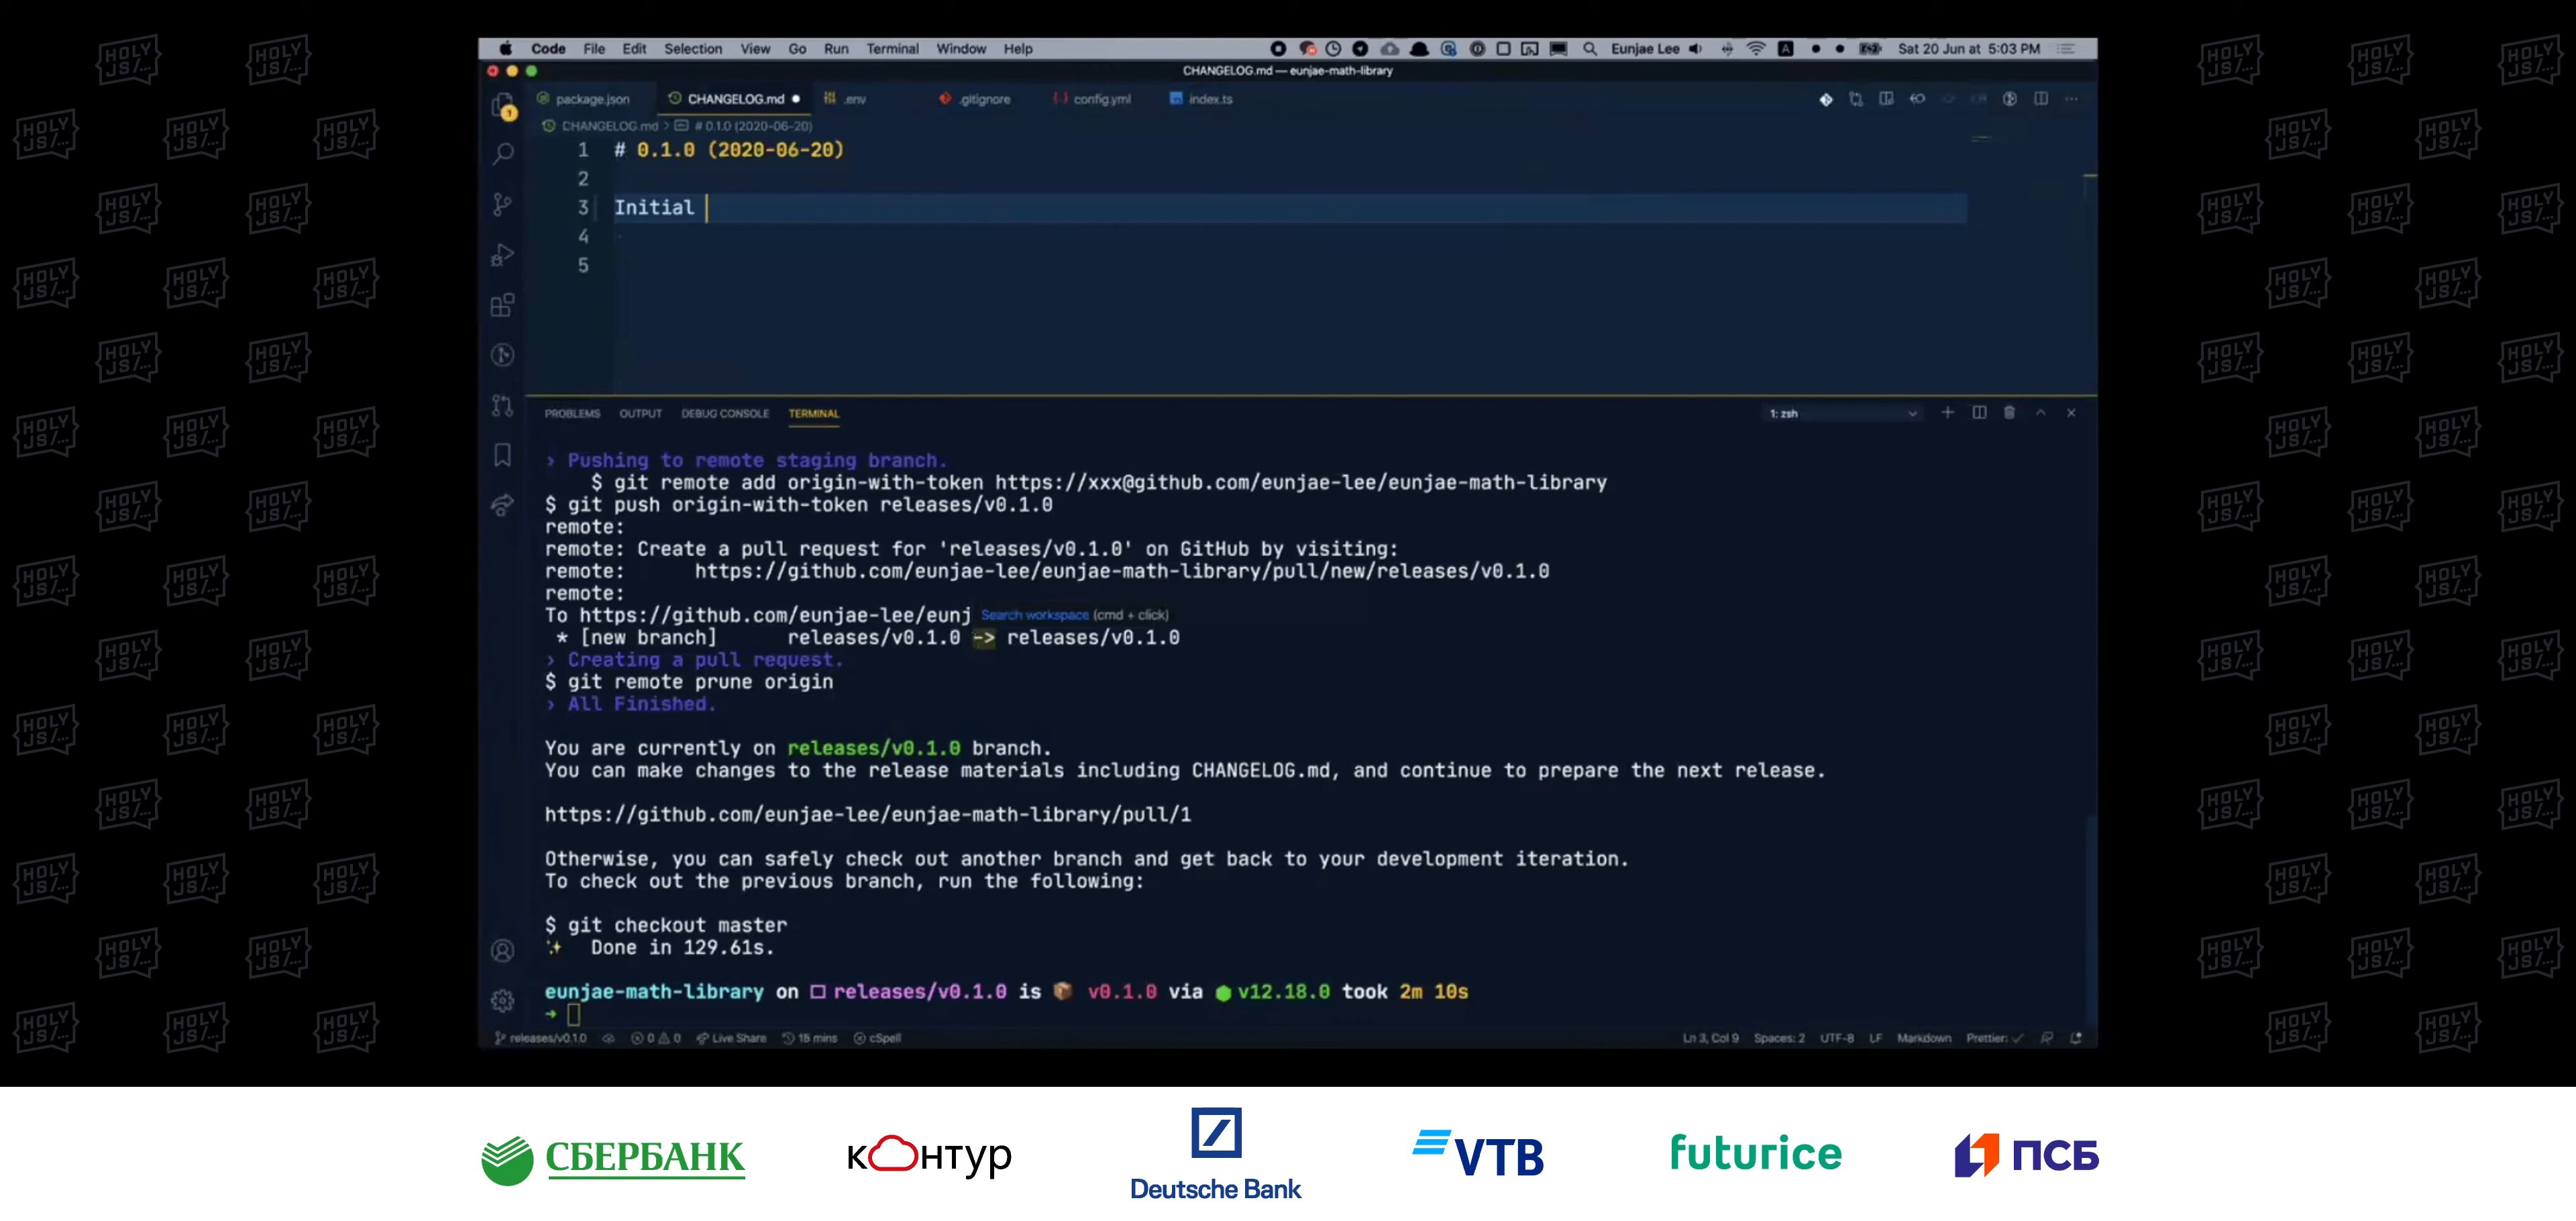 Code File Edit Selection View Go Run Terminal Window Help Eunjae Lee Sat 20 Jun at 5:03 PM
CHANGELOG.md — eunjae-math-library
package.json CHANGELOG.md .env .gitignore config.yml index.ts
CHANGELOG.md > # 0.1.0 (2020-06-20)
1 # 0.1.0 (2020-06-20)
2
3 Initial
4
5
PROBLEMS OUTPUT DEBUG CONSOLE TERMINAL 1: zsh
› Pushing to remote staging branch.
$ git remote add origin-with-token https://xxx@github.com/eunjae-lee/eunjae-math-library
$ git push origin-with-token releases/v0.1.0
remote:
remote: Create a pull request for 'releases/v0.1.0' on GitHub by visiting:
remote: https://github.com/eunjae-lee/eunjae-math-library/pull/new/releases/v0.1.0
remote:
To https://github.com/eunjae-lee/eunj Search workspace (cmd + click)
* [new branch] releases/v0.1.0 -> releases/v0.1.0
› Creating a pull request.
$ git remote prune origin
› All Finished.
You are currently on releases/v0.1.0 branch.
You can make changes to the release materials including CHANGELOG.md, and continue to prepare the next release.
https://github.com/eunjae-lee/eunjae-math-library/pull/1
Otherwise, you can safely check out another branch and get back to your development iteration.
To check out the previous branch, run the following:
$ git checkout master
✨ Done in 129.61s.
eunjae-math-library on releases/v0.1.0 is 📦 v0.1.0 via v12.18.0 took 2m 10s
➜
releases/v0.1.0 0 0 Live Share 15 mins cSpell Ln 3, Col 9 Spaces: 2 UTF-8 LF Markdown Prettier: ✓
HOLY
JS/...
СБЕРБАНК
контур
Deutsche Bank
VTB
futurice
ПСБ